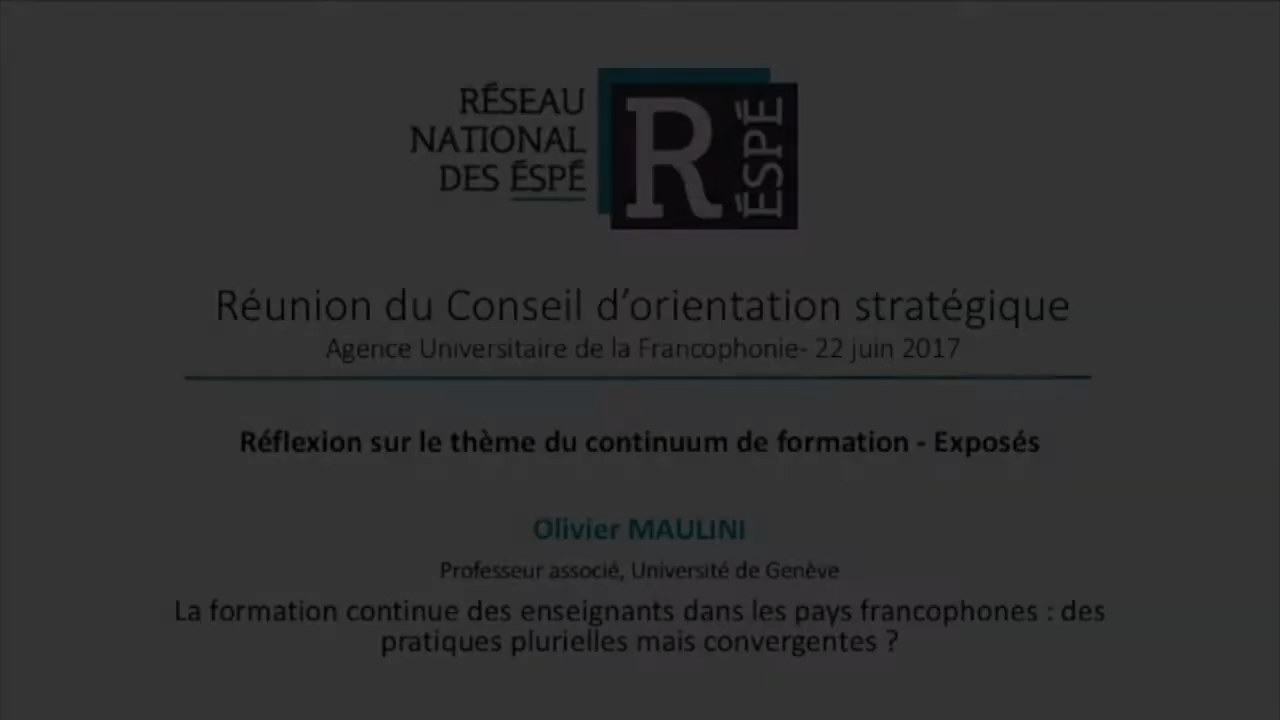 RÉSEAU
NATIONAL
DES ÉSPÉ
R ÉSPÉ
Réunion du Conseil d’orientation stratégique
Agence Universitaire de la Francophonie- 22 juin 2017
Réflexion sur le thème du continuum de formation - Exposés
Olivier MAULINI
Professeur associé, Université de Genève
La formation continue des enseignants dans les pays francophones : des
pratiques plurielles mais convergentes ?